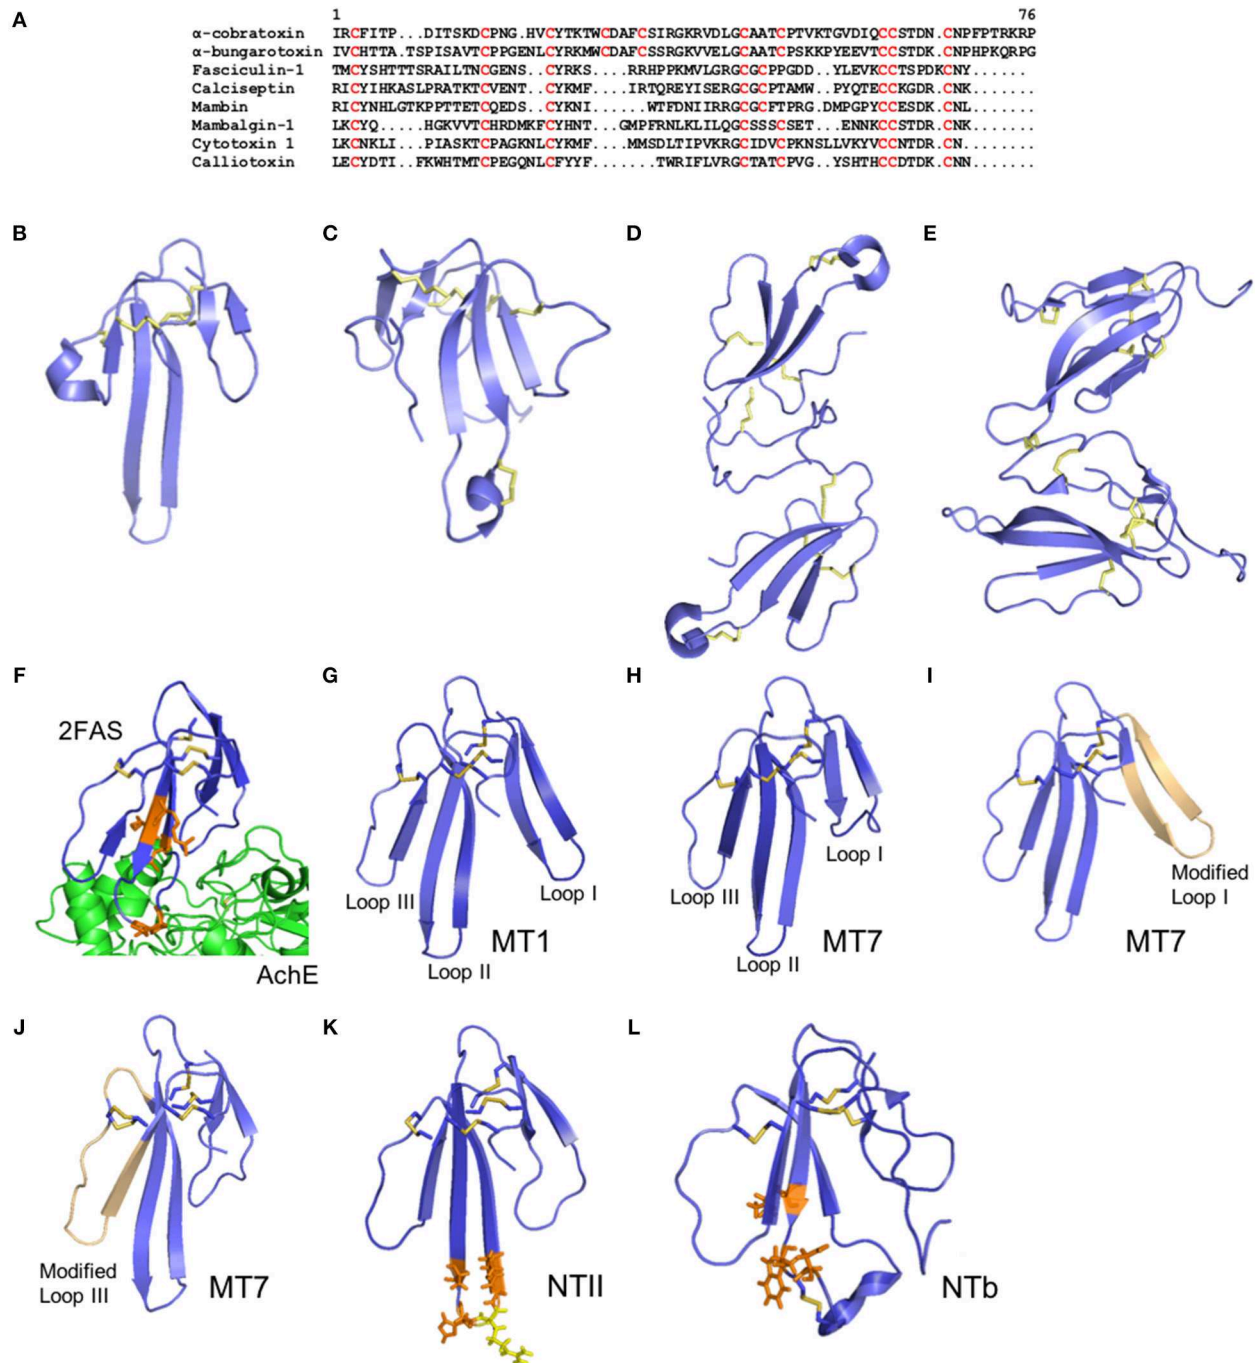 A
1 76
α-cobratoxin IRCFITP...DITSKDCPNG.HVCYTKTWCDAFCSIRGKRVDLGCAATCPTVKTGVDIQCCSTDN.CNPFPTRKRP
α-bungarotoxin IVCHTTA.TSPISAVTCPPGENLCYRKMWCDAFCSSRGKVVELGCAATCPSKKPYEEVTCCSTDN.CNPHPKQRPG
Fasciculin-1 TMCYSHTTTSRAILTNCGENS..CYRKS....RRHPPKMVLGRGCGCPPGDD..YLEVKCCTSPDKCNY.......
Calciseptin RICYIHKASLPRATKTCVENT..CYKMF....IRTQREYISERGCGCPTAMW..PYQTECCKGDR.CNK.......
Mambin RICYNHLGTKPPTTETCQEDS..CYKNI......WTFDNIIRRGCGCFTPRG.DMPGPYCCESDK.CNL.......
Mambalgin-1 LKCYQ....HGKVVTCHRDMKFCYHNT...GMPFRNLKLILQGCSSSCSET...ENNKCCSTDR.CNK.......
Cytotoxin 1 LKCNKLI..PIASKTCPAGKNLCYKMF...MMSDLTIPVKRGCIDVCPKNSLLVKYVCCNTDR.CN........
Calliotoxin LECYDTI..FKWHTMTCPEGQNLCFYYF.......TWRIFLVRGCTATCPVG...YSHTHCCDTDK.CNN.......
B C D E
F G H I
2FAS
AchE
Loop III
Loop I
Loop II
MT1
Loop III
Loop I
Loop II
MT7
Modified
Loop I
MT7
J K L
Modified
Loop III
MT7
NTII
NTb